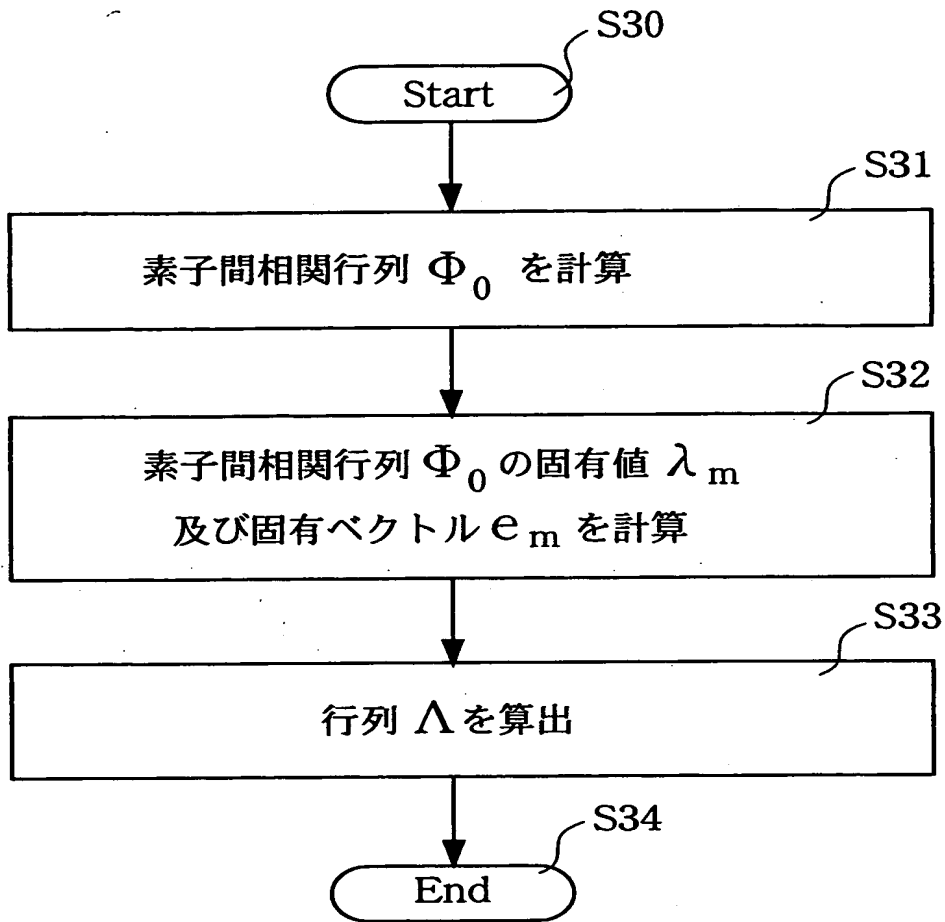 S30
Start
S31
素子間相関行列 Φ₀ を計算
S32
素子間相関行列 Φ₀ の固有値 λₘ
及び固有ベクトル eₘ を計算
S33
行列 Λ を算出
S34
End